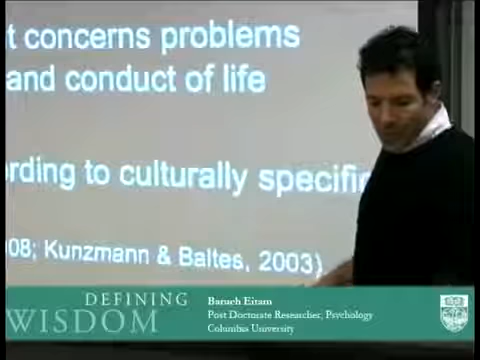 t concerns problems
and conduct of life
rding to culturally specifi
08; Kunzmann & Baltes, 2003)
DEFINING
WISDOM
Baruch Eitam
Post Doctorate Researcher, Psychology
Columbia University